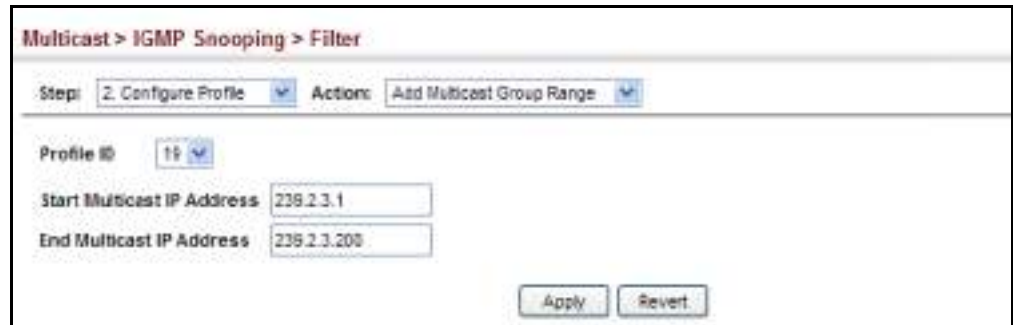 Multicast > IGMP Snooping > Filter
Step: 2. Configure Profile Action: Add Multicast Group Range
Profile ID 19
Start Multicast IP Address 239.2.3.1
End Multicast IP Address 239.2.3.200
Apply Revert